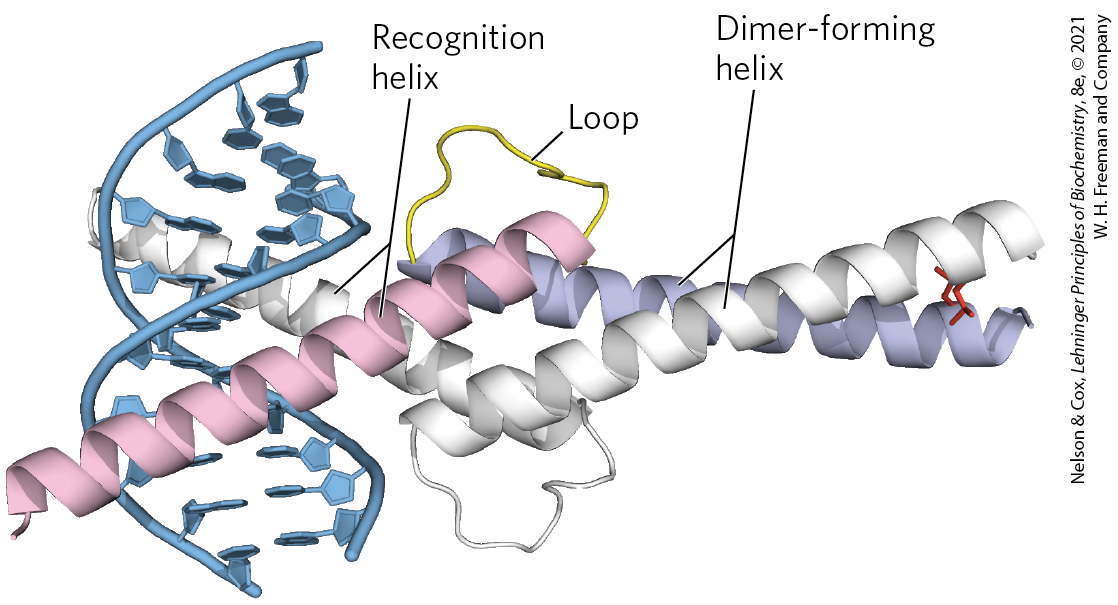 Recognition
helix
Dimer-forming
helix
Loop
Nelson & Cox, Lehninger Principles of Biochemistry, 8e, © 2021
W. H. Freeman and Company